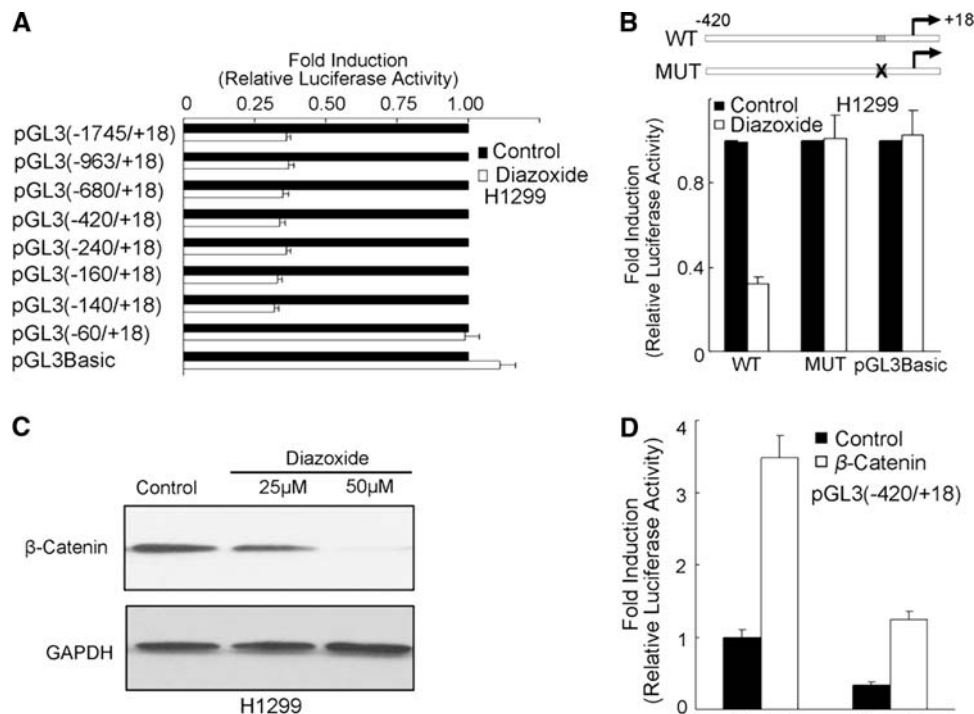 A
Fold Induction
(Relative Luciferase Activity)
0 0.25 0.50 0.75 1.00
pGL3(-1745/+18)
pGL3(-963/+18)
pGL3(-680/+18)
pGL3(-420/+18)
pGL3(-240/+18)
pGL3(-160/+18)
pGL3(-140/+18)
pGL3(-60/+18)
pGL3Basic
Control
Diazoxide
H1299
B
-420
+18
WT
MUT
X
Control
H1299
Diazoxide
Fold Induction
(Relative Luciferase Activity)
0.8
0.4
0
WT MUT pGL3Basic
C
Diazoxide
Control 25µM 50µM
β-Catenin
GAPDH
H1299
D
Fold Induction
(Relative Luciferase Activity)
4
3
2
1
0
Control
β-Catenin
pGL3(-420/+18)